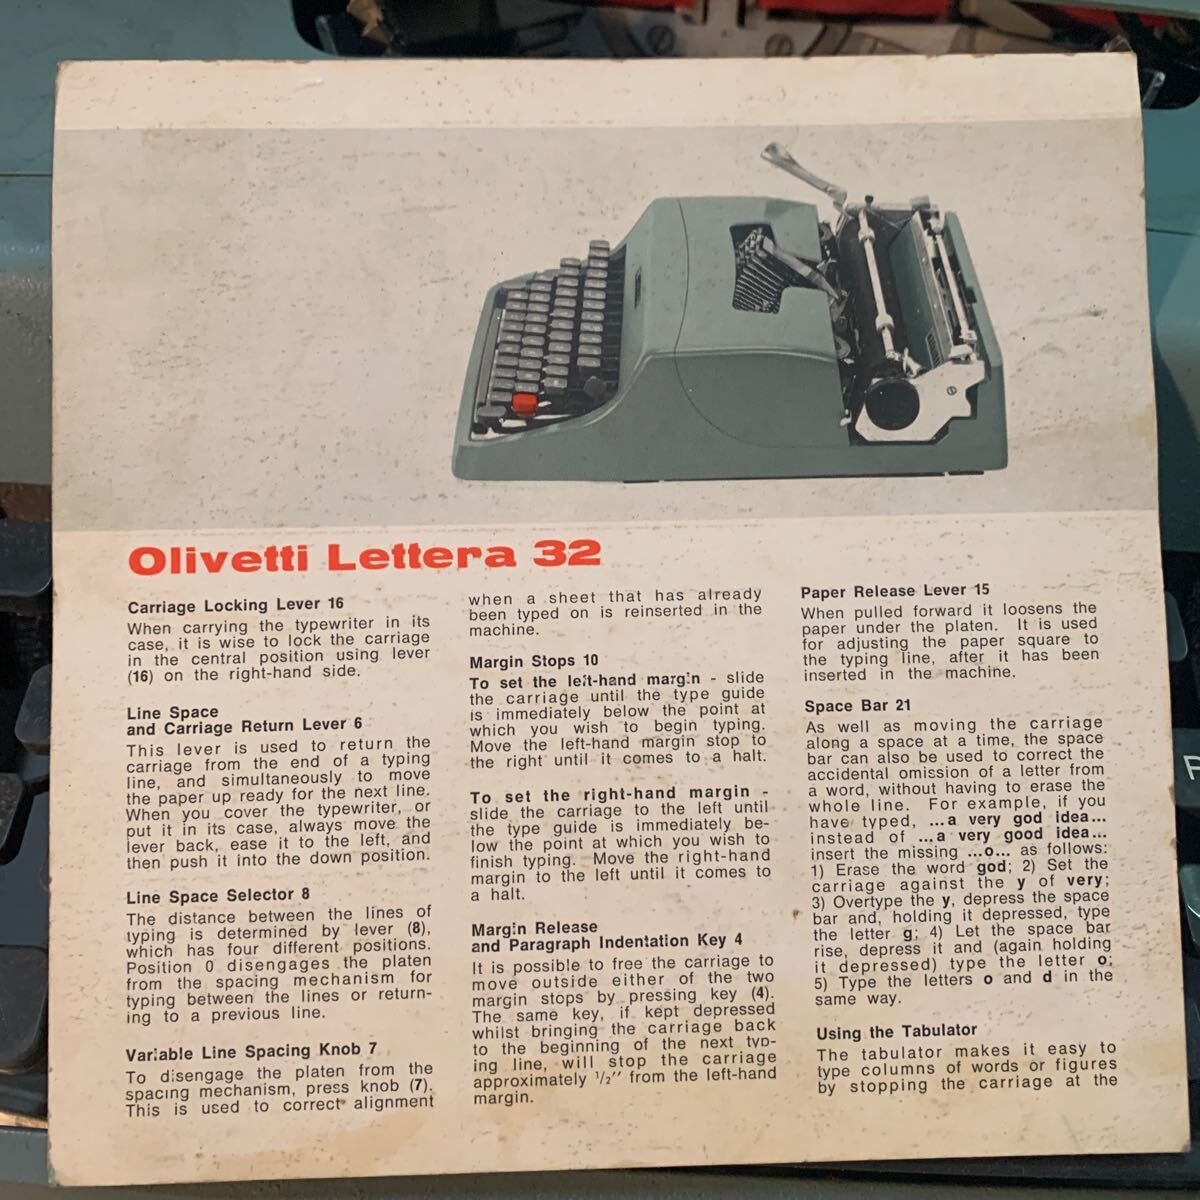 Olivetti Lettera 32
Carriage Locking Lever 16
When carrying the typewriter in its
case, it is wise to lock the carriage
in the central position using lever
(16) on the right-hand side.
Line Space
and Carriage Return Lever 6
This lever is used to return the
carriage from the end of a typing
line, and simultaneously to move
the paper up ready for the next line.
When you cover the typewriter, or
put it in its case, always move the
lever back, ease it to the left, and
then push it into the down position.
Line Space Selector 8
The distance between the lines of
typing is determined by lever (8),
which has four different positions.
Position 0 disengages the platen
from the spacing mechanism for
typing between the lines or return-
ing to a previous line.
Variable Line Spacing Knob 7
To disengage the platen from the
spacing mechanism, press knob (7).
This is used to correct alignment
when a sheet that has already
been typed on is reinserted in the
machine.
Margin Stops 10
To set the left-hand margin - slide
the carriage until the type guide
is immediately below the point at
which you wish to begin typing.
Move the left-hand margin stop to
the right until it comes to a halt.
To set the right-hand margin -
slide the carriage to the left until
the type guide is immediately be-
low the point at which you wish to
finish typing. Move the right-hand
margin to the left until it comes to
a halt.
Margin Release
and Paragraph Indentation Key 4
It is possible to free the carriage to
move outside either of the two
margin stops by pressing key (4).
The same key, if kept depressed
whilst bringing the carriage back
to the beginning of the next typ-
ing line, will stop the carriage
approximately 1/2" from the left-hand
margin.
Paper Release Lever 15
When pulled forward it loosens the
paper under the platen. It is used
for adjusting the paper square to
the typing line, after it has been
inserted in the machine.
Space Bar 21
As well as moving the carriage
along a space at a time, the space
bar can also be used to correct the
accidental omission of a letter from
a word, without having to erase the
whole line. For example, if you
have typed, ...a very god idea...
instead of ...a very good idea...
insert the missing ...o... as follows:
1) Erase the word god; 2) Set the
carriage against the y of very;
3) Overtype the y, depress the space
bar and, holding it depressed, type
the letter g; 4) Let the space bar
rise, depress it and (again holding
it depressed) type the letter o;
5) Type the letters o and d in the
same way.
Using the Tabulator
The tabulator makes it easy to
type columns of words or figures
by stopping the carriage at the